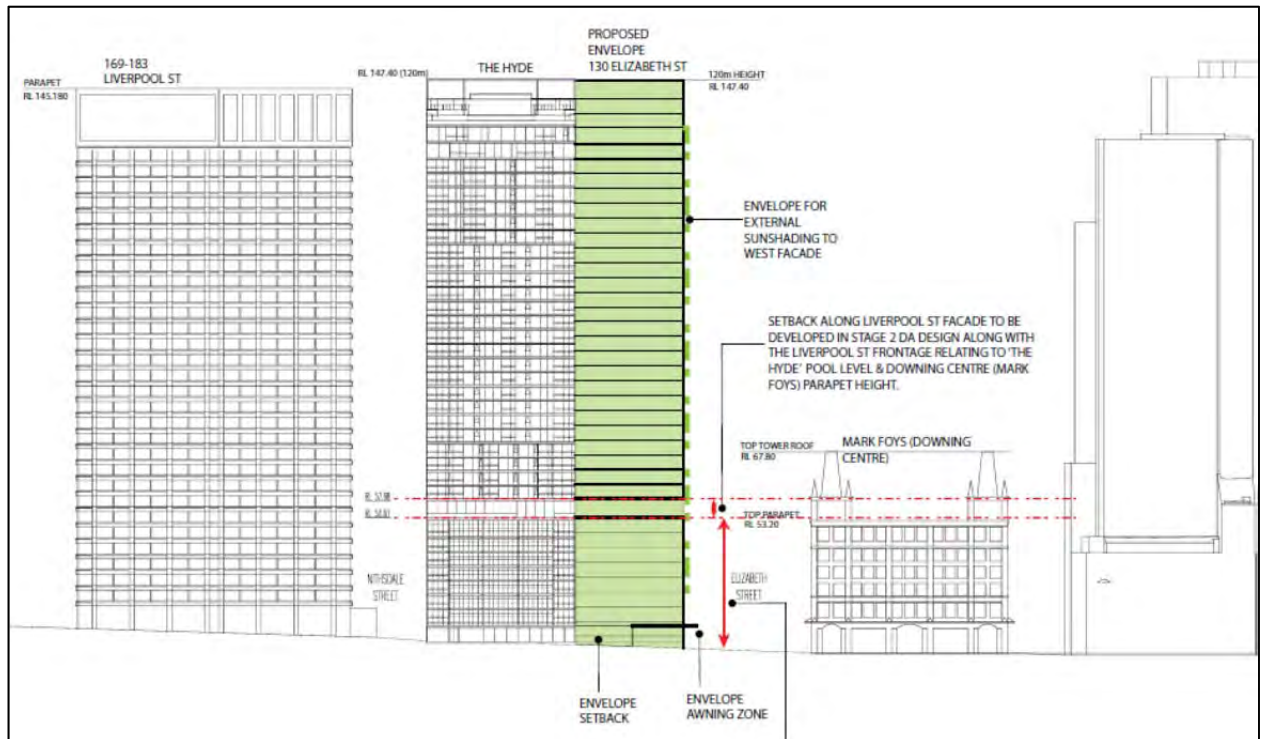 169-183
LIVERPOOL ST
PARAPET
RL 145.180
RL 147.40 (120m)
THE HYDE
PROPOSED
ENVELOPE
130 ELIZABETH ST
120m HEIGHT
RL 147.40
ENVELOPE FOR
EXTERNAL
SUNSHADING TO
WEST FACADE
SETBACK ALONG LIVERPOOL ST FACADE TO BE
DEVELOPED IN STAGE 2 DA DESIGN ALONG WITH
THE LIVERPOOL ST FRONTAGE RELATING TO 'THE
HYDE' POOL LEVEL & DOWNING CENTRE (MARK
FOYS) PARAPET HEIGHT.
TOP TOWER ROOF
RL 67.80
MARK FOYS (DOWNING
CENTRE)
TOP PARAPET
RL 53.20
NITHSDALE
STREET
ELIZABETH
STREET
ENVELOPE
SETBACK
ENVELOPE
AWNING ZONE